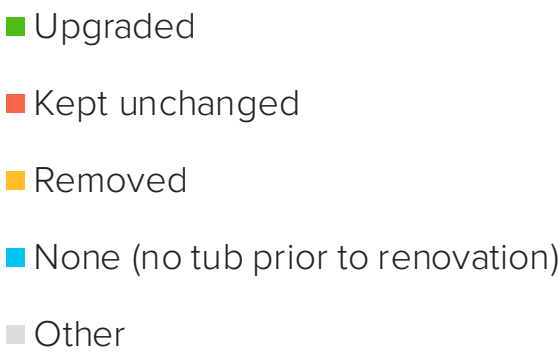 Upgraded
Kept unchanged
Removed
None (no tub prior to renovation)
Other